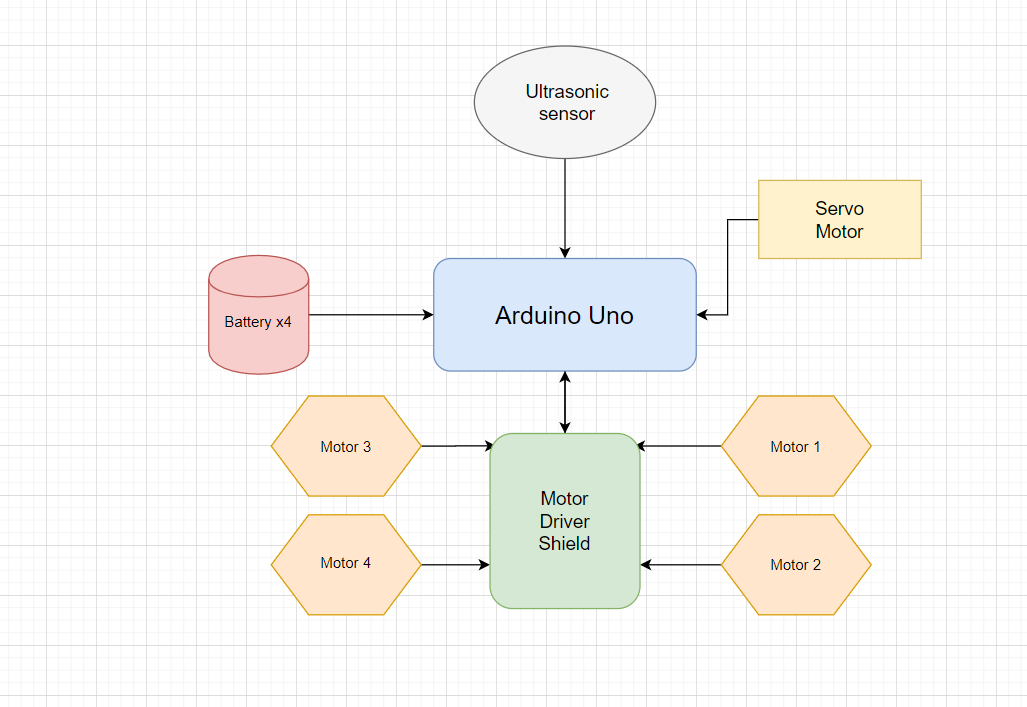 Ultrasonic
sensor
Servo
Motor
Battery x4
Arduino Uno
Motor 3
Motor 1
Motor
Driver
Shield
Motor 4
Motor 2